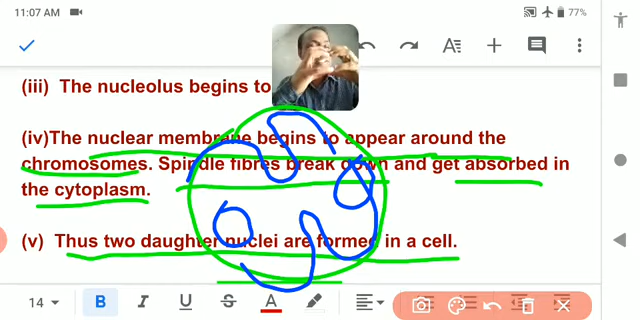 11:07 AM 77%
(iii) The nucleolus begins to
(iv)The nuclear membrane begins to appear around the
chromosomes. Spindle fibres break down and get absorbed in
the cytoplasm.
(v) Thus two daughter nuclei are formed in a cell.
14 B I U S A